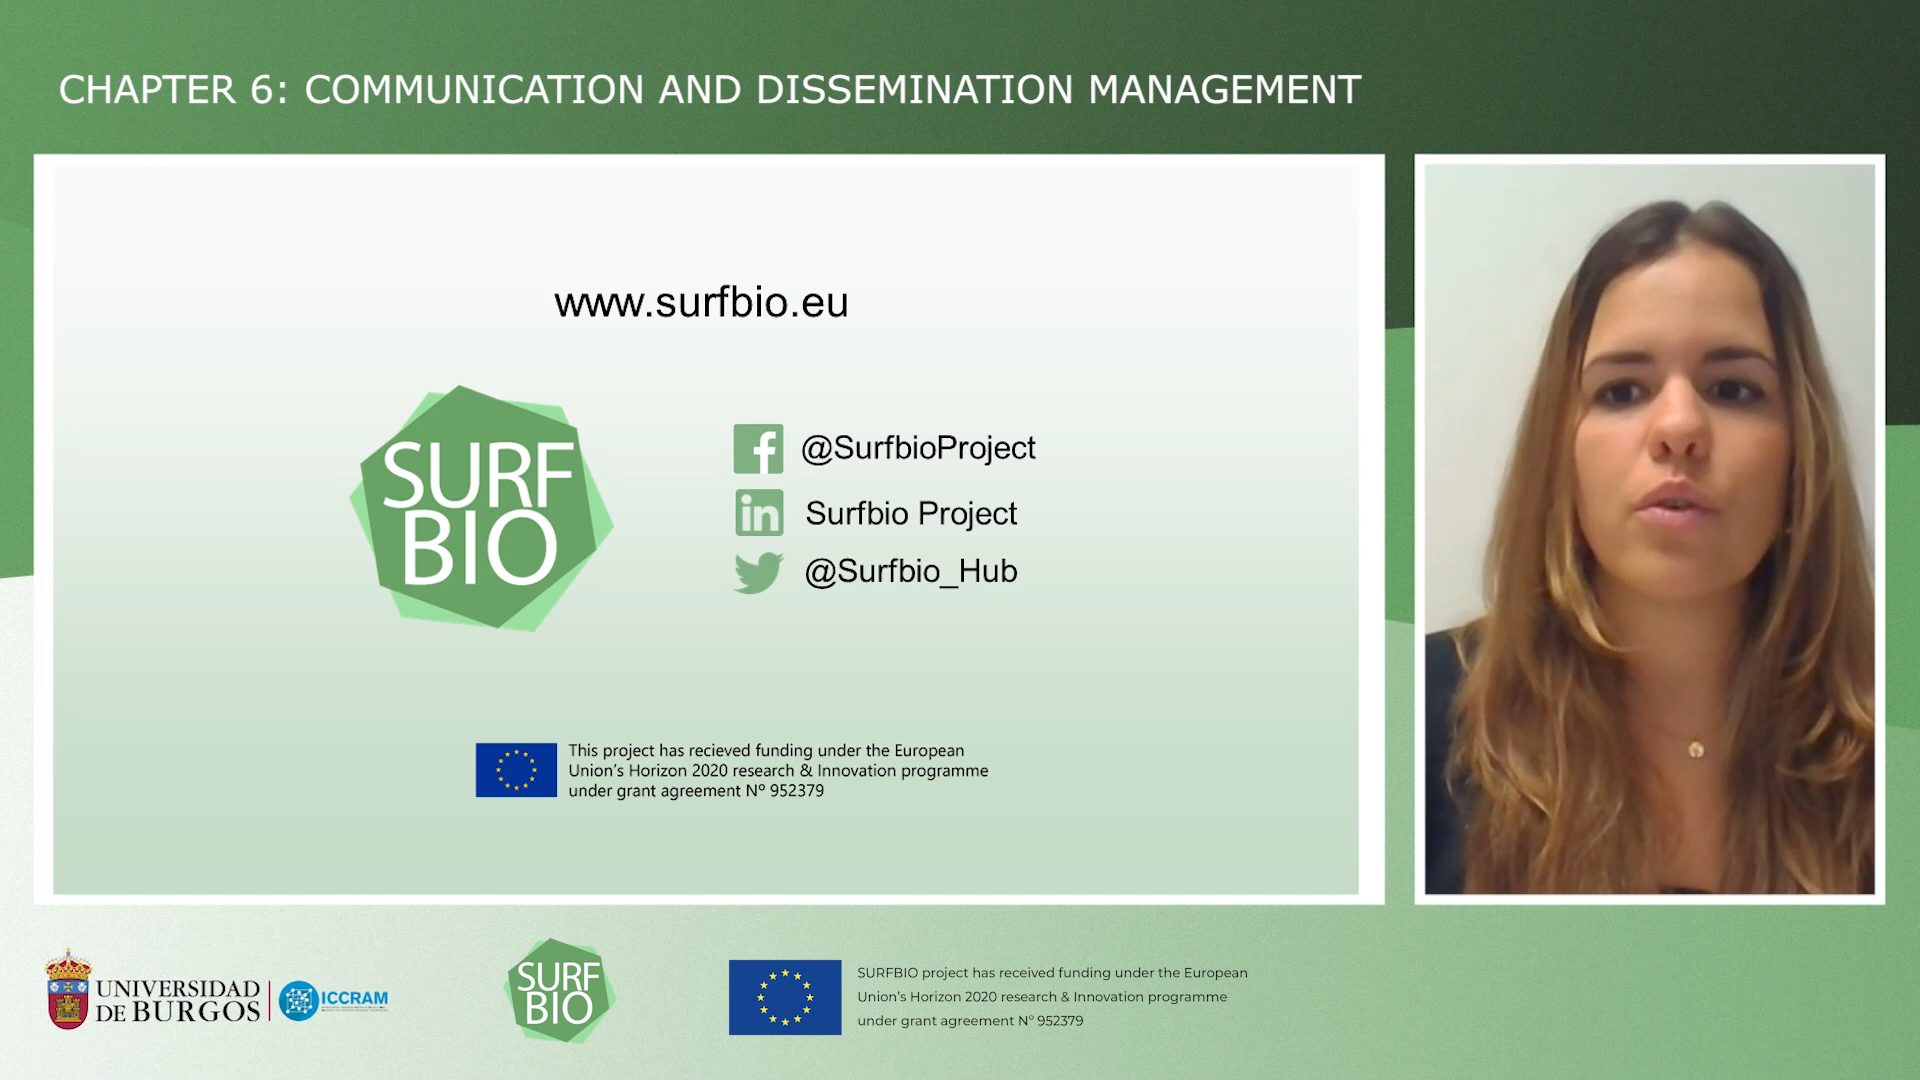 CHAPTER 6: COMMUNICATION AND DISSEMINATION MANAGEMENT
www.surfbio.eu
SURF
BIO
@SurfbioProject
in Surfbio Project
@Surfbio_Hub
This project has recieved funding under the European
Union's Horizon 2020 research & Innovation programme
under grant agreement Nº 952379
UNIVERSIDAD
DE BURGOS
ICCRAM
SURF
BIO
SURFBIO project has received funding under the European
Union's Horizon 2020 research & Innovation programme
under grant agreement Nº 952379